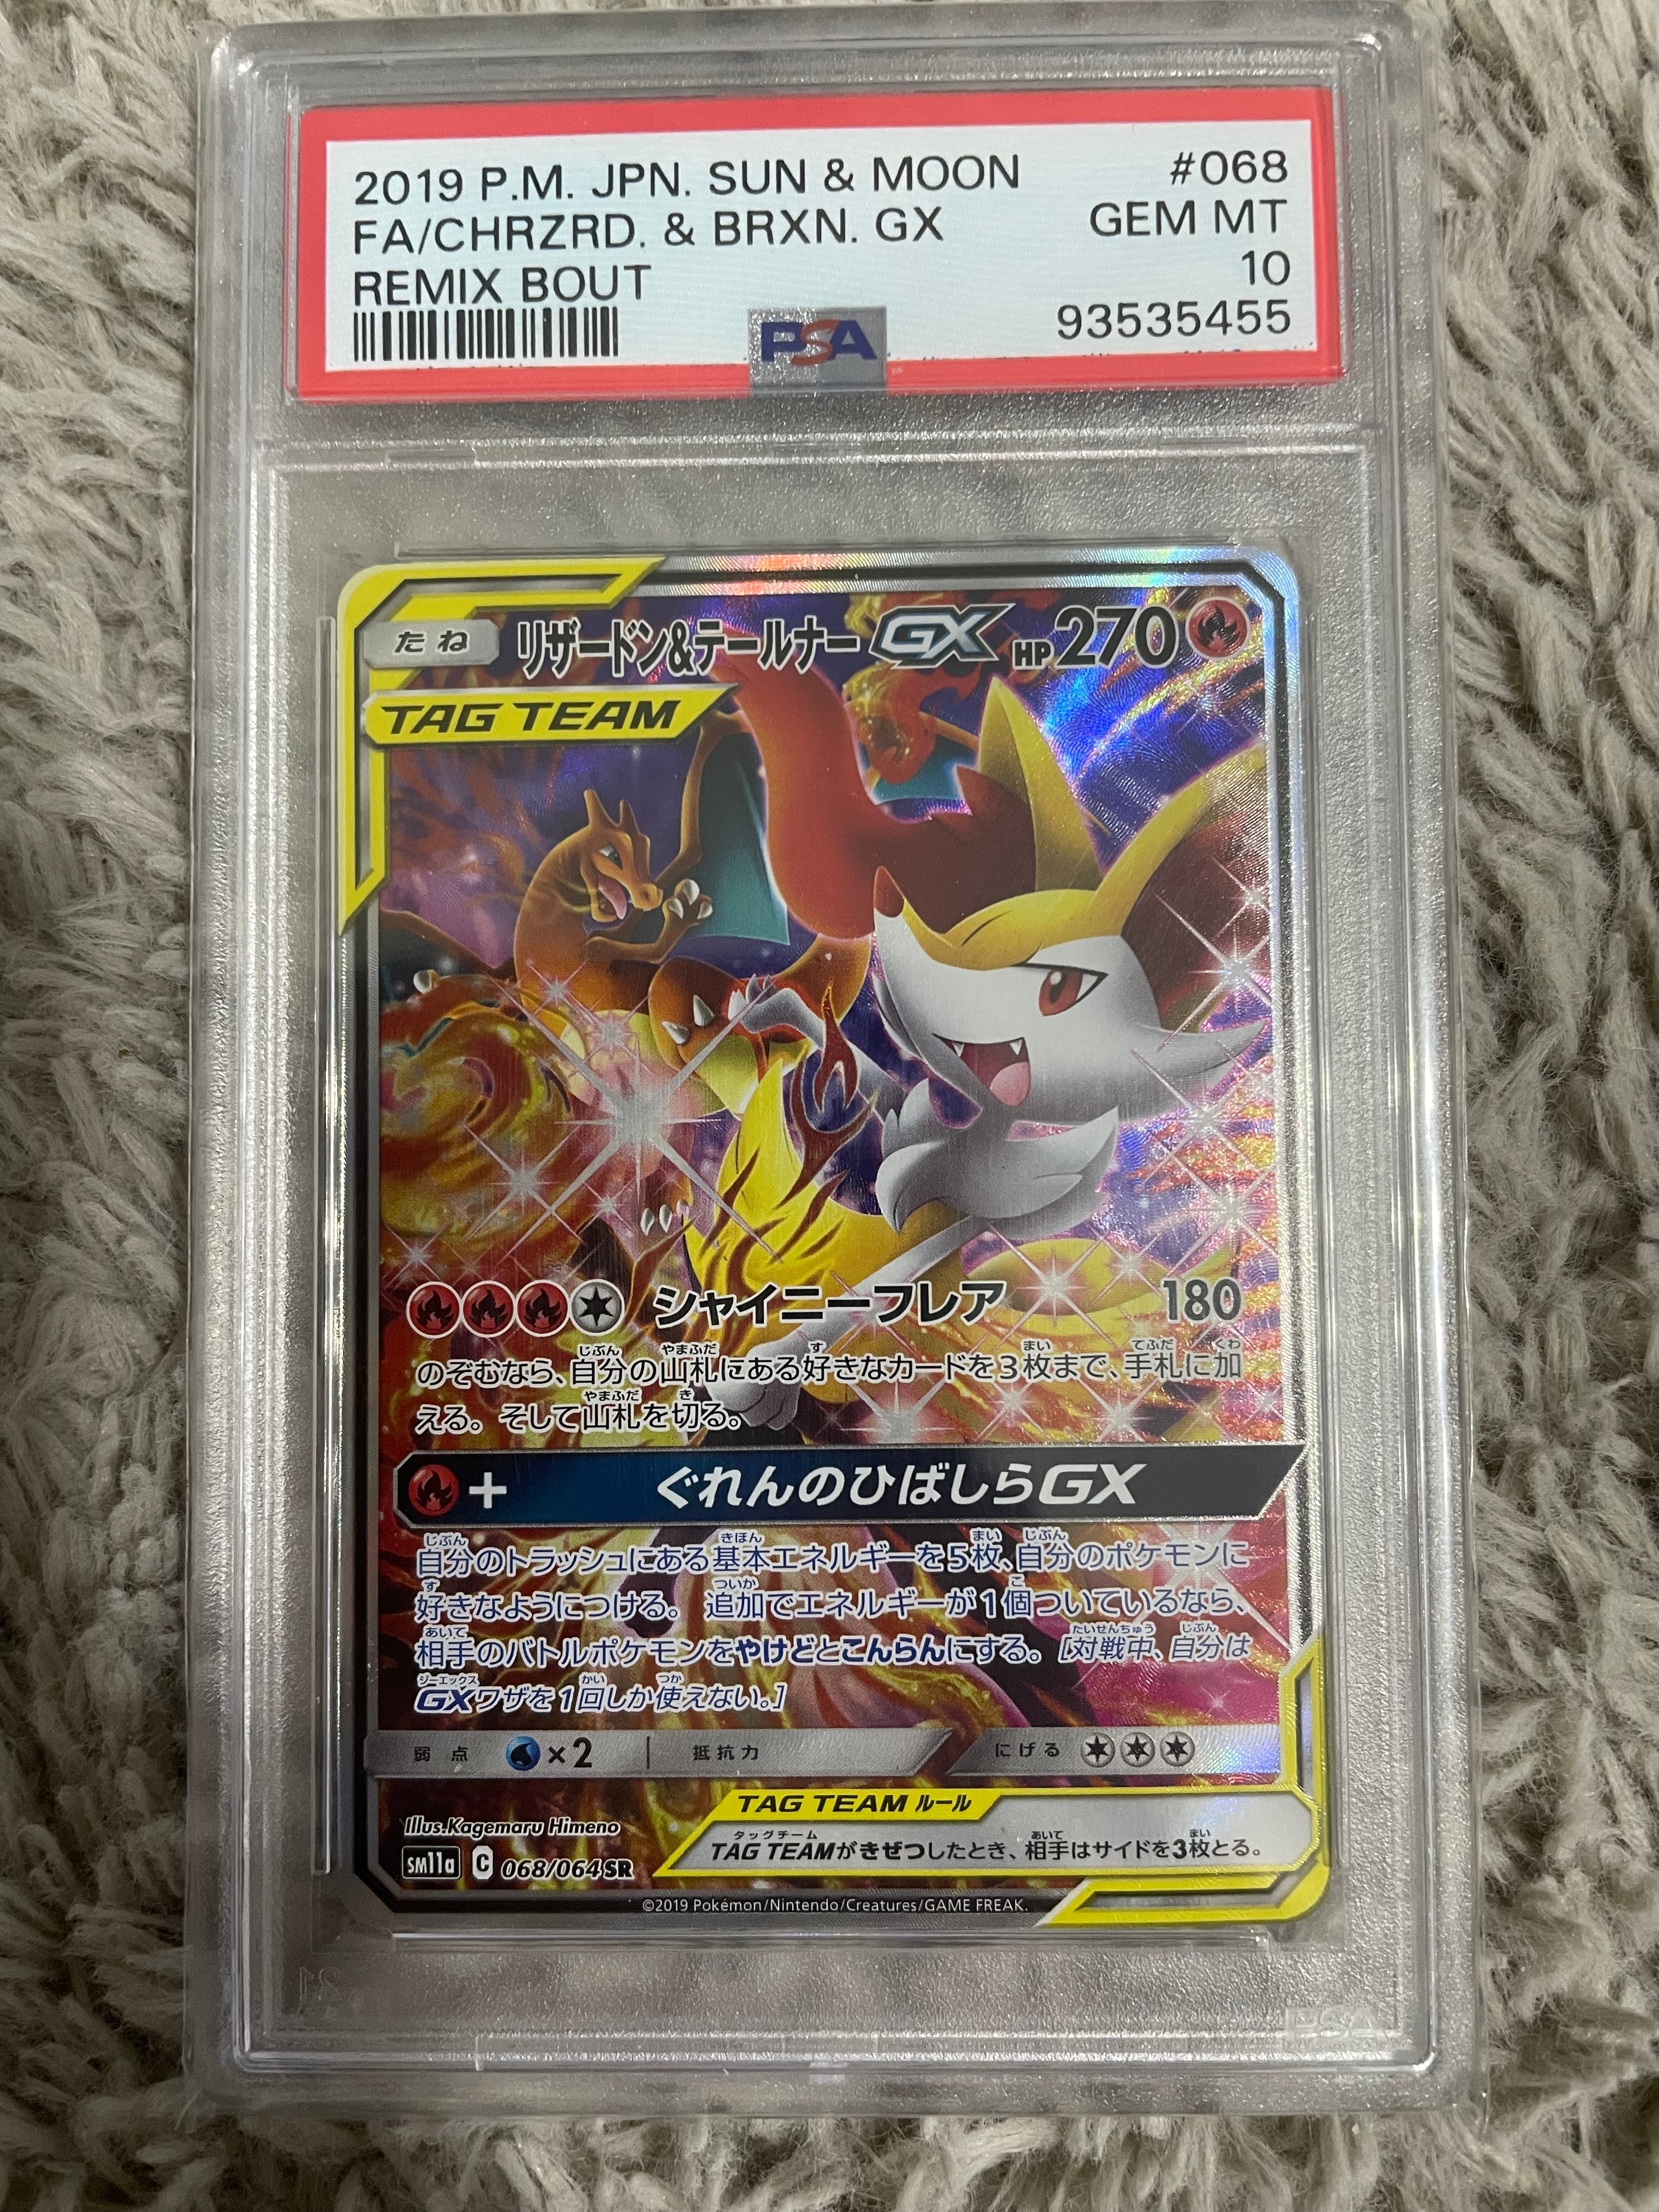 2019 P.M. JPN. SUN & MOON #068
FA/CHRZRD. & BRXN. GX GEM MT
REMIX BOUT 10
PSA 93535455
たね リザードン&テールナーGX HP270
TAG TEAM
シャイニーフレア 180
のぞむなら、自分の山札にある好きなカードを3枚まで、手札に加
える。そして山札を切る。
+ ぐれんのひばしらGX
自分のトラッシュにある基本エネルギーを5枚、自分のポケモンに
好きなようにつける。追加でエネルギーが1個ついているなら、
相手のバトルポケモンをやけどとこんらんにする。[対戦中、自分は
GXワザを1回しか使えない。]
弱点 ×2 抵抗力 にげる
TAG TEAM ルール
Illus.Kagemaru Himeno
TAG TEAMがきぜつしたとき、相手はサイドを3枚とる。
SM11a C 068/064 SR
©2019 Pokémon/Nintendo/Creatures/GAME FREAK.
PSA